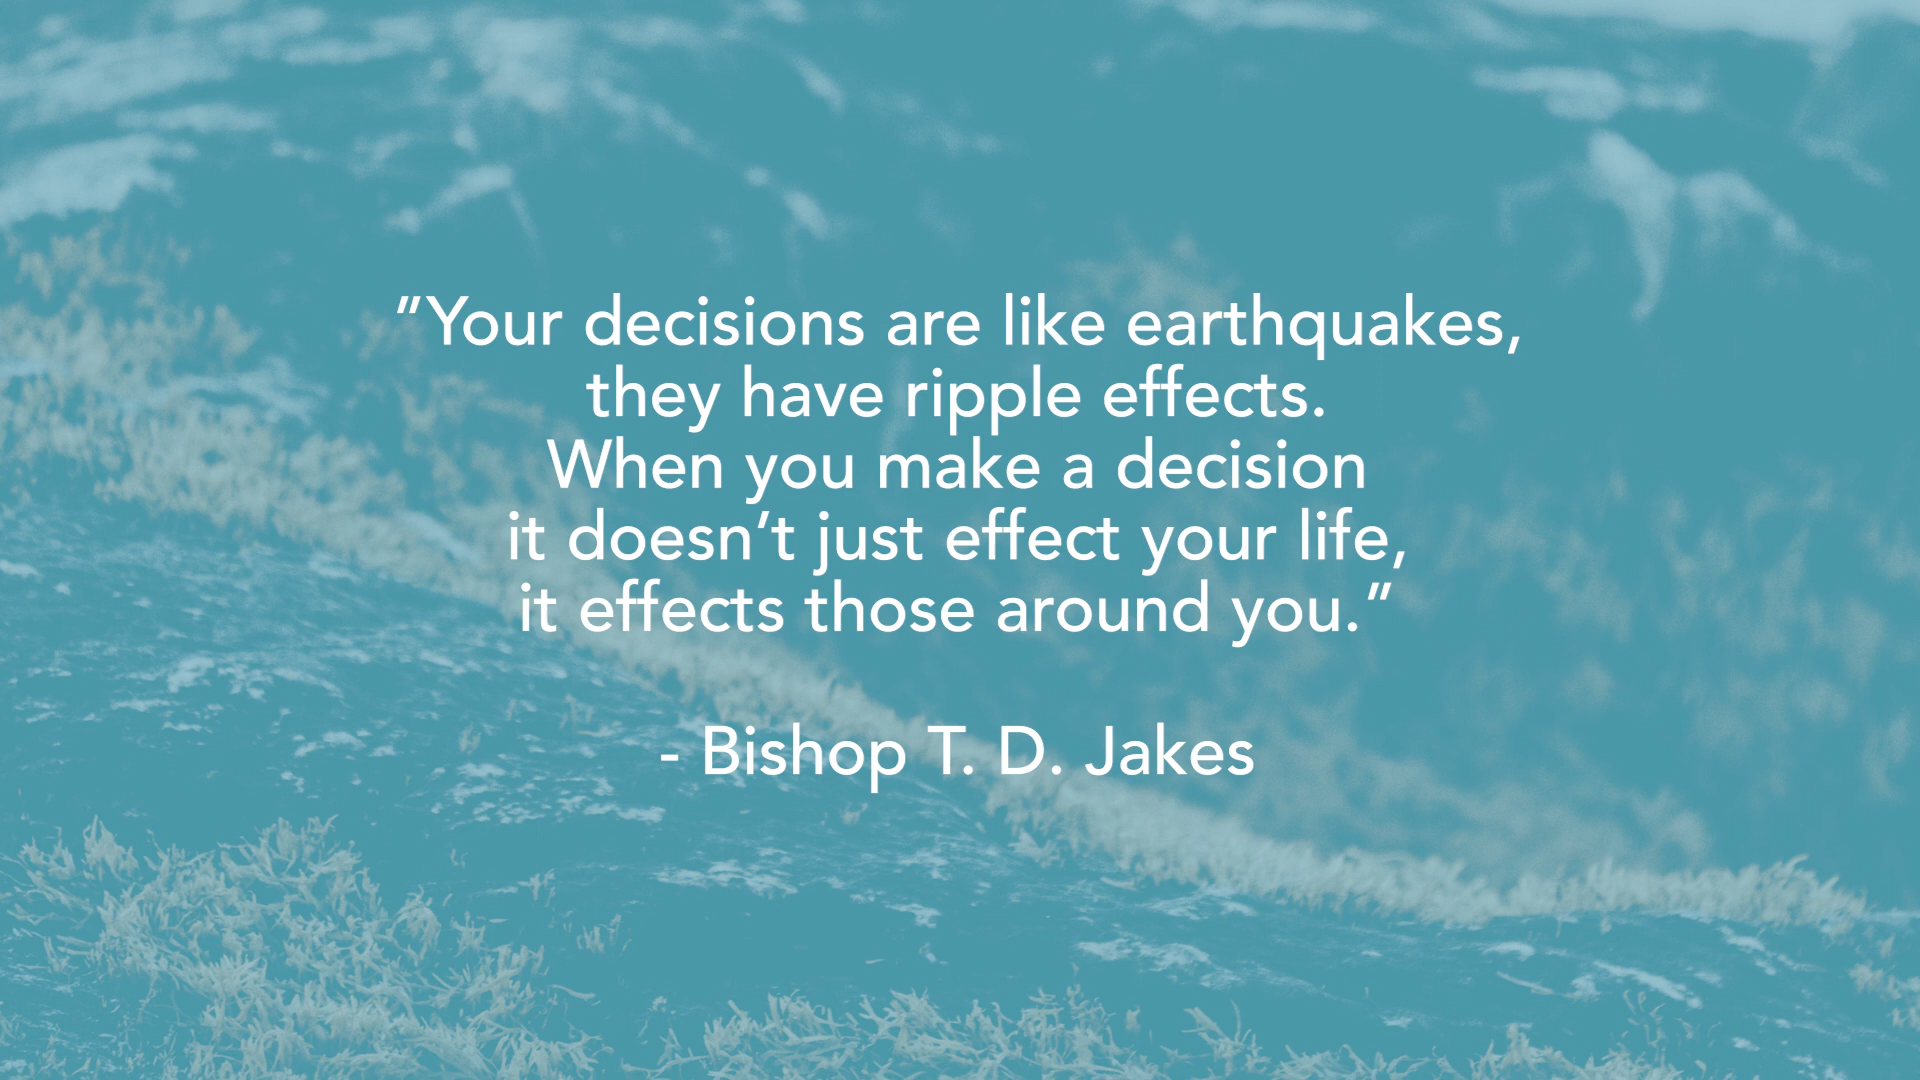 "Your decisions are like earthquakes,
they have ripple effects.
When you make a decision
it doesn’t just effect your life,
it effects those around you.”
- Bishop T. D. Jakes